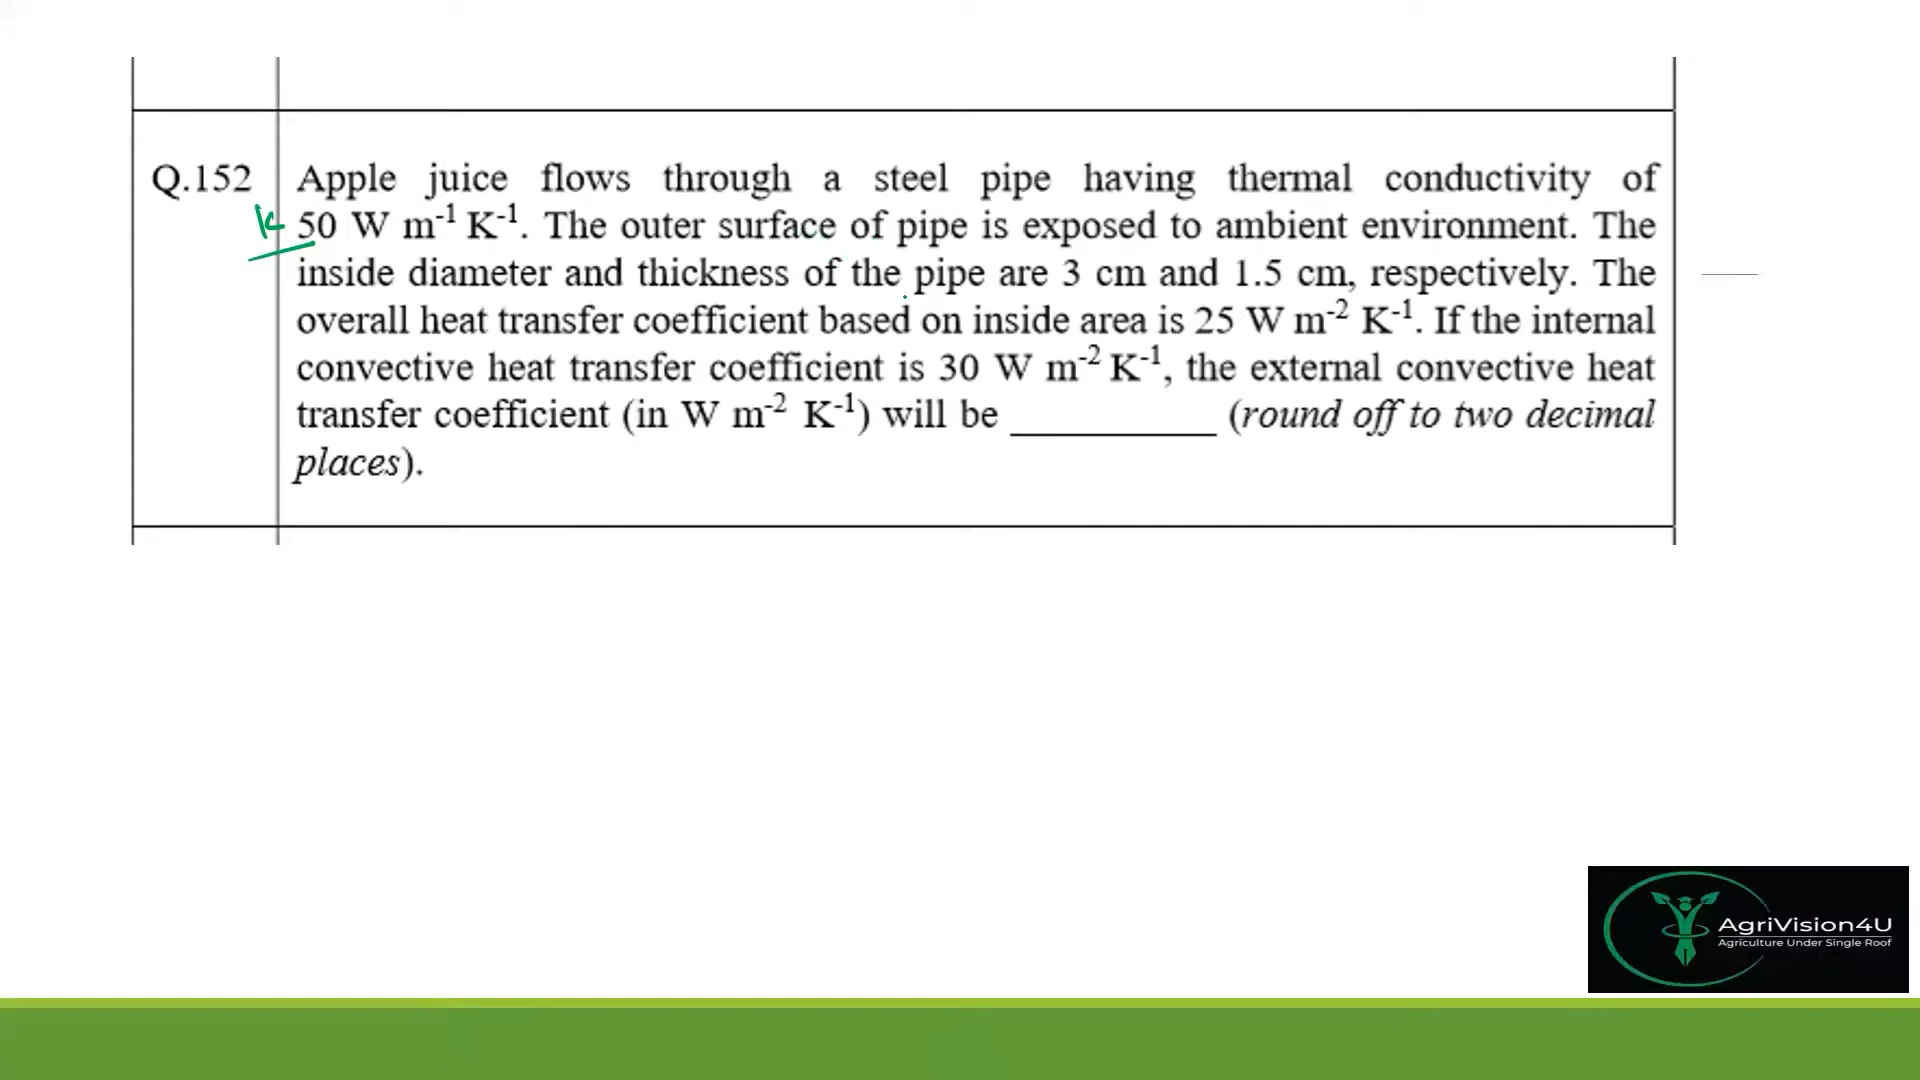 Q.152 Apple juice flows through a steel pipe having thermal conductivity of
k 50 W m⁻¹ K⁻¹. The outer surface of pipe is exposed to ambient environment. The
inside diameter and thickness of the pipe are 3 cm and 1.5 cm, respectively. The
overall heat transfer coefficient based on inside area is 25 W m⁻² K⁻¹. If the internal
convective heat transfer coefficient is 30 W m⁻² K⁻¹, the external convective heat
transfer coefficient (in W m⁻² K⁻¹) will be __________ (round off to two decimal
places).
AgriVision4U
Agriculture Under Single Roof